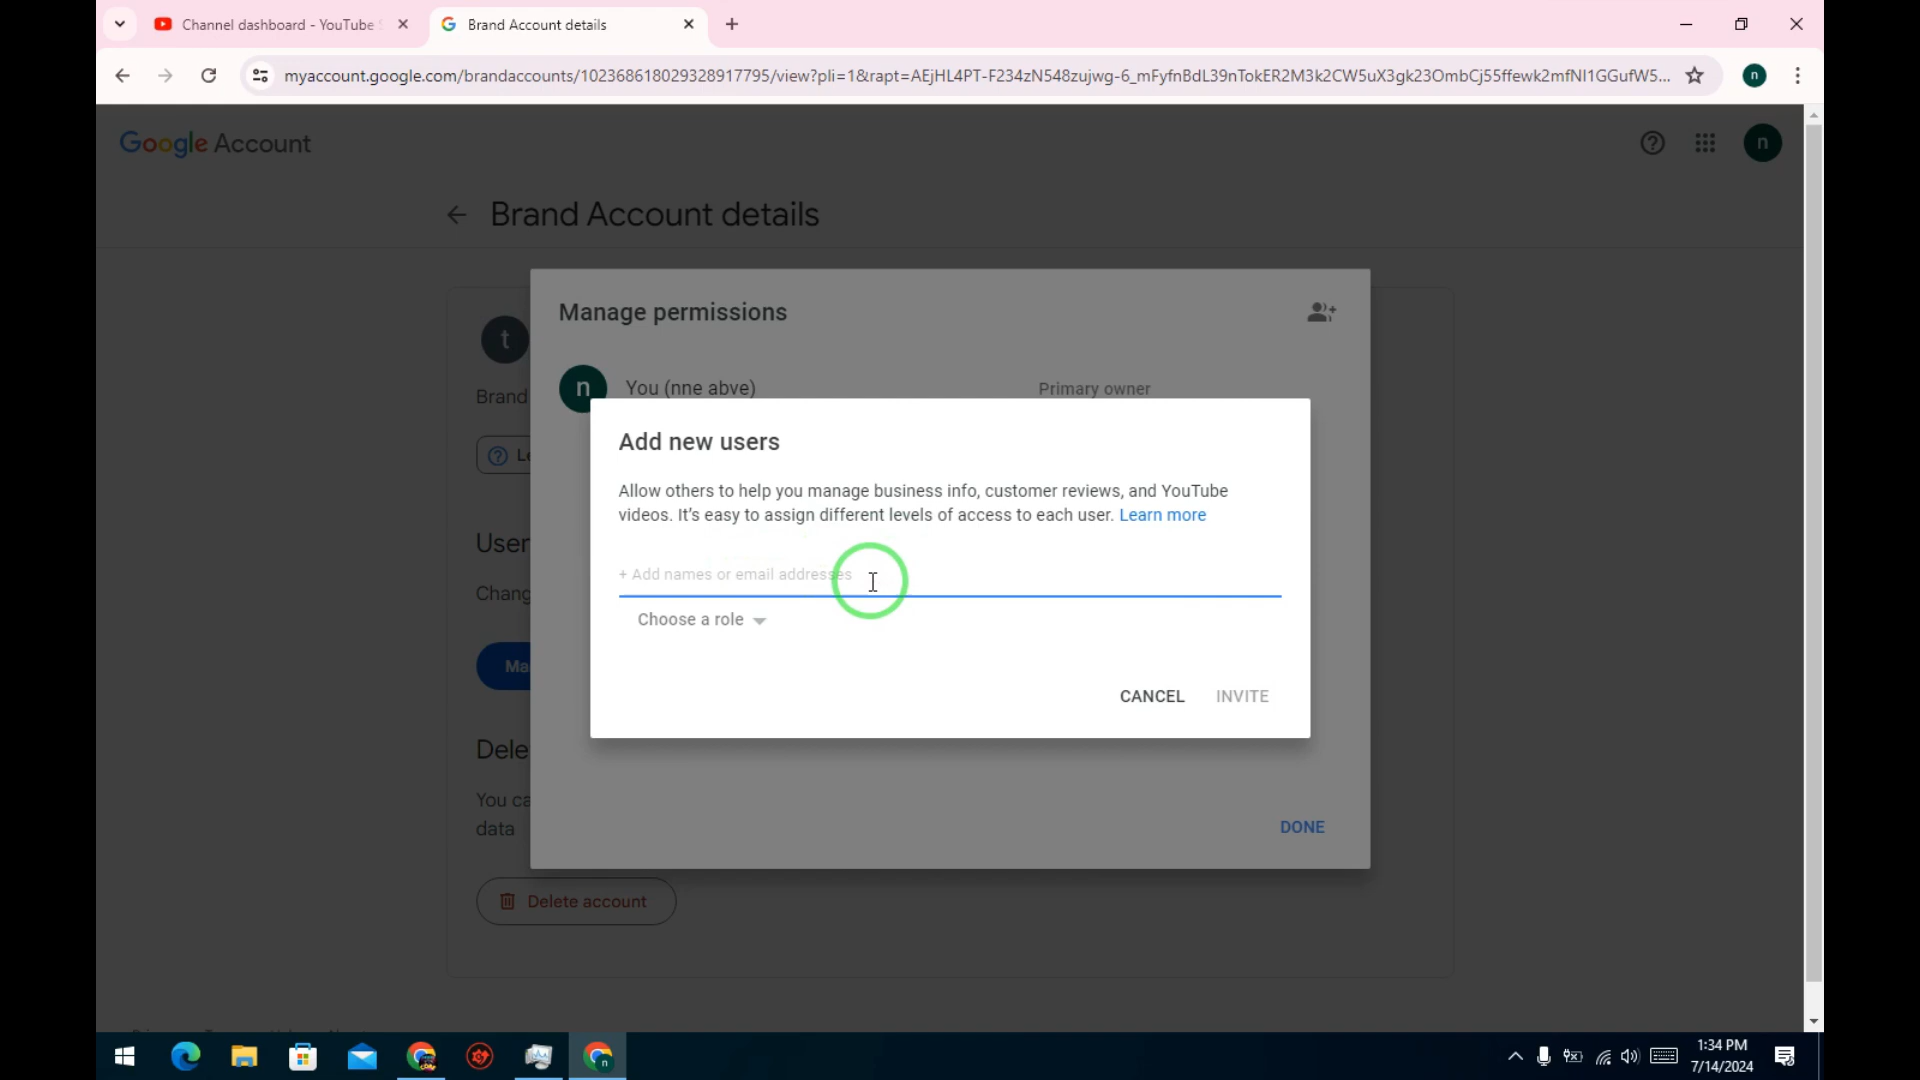 Channel dashboard - YouTube S
Brand Account details
myaccount.google.com/brandaccounts/102368618029328917795/view?pli=1&rapt=AEjHL4PT-F234zN548zujwg-6_mFyfnBdL39nTokER2M3k2CW5uX3gk23OmbCj55ffewk2mfNI1GGufW5...
n
Google Account
n
Brand Account details
Manage permissions
t
n
You (nne abve)
Primary owner
Brand
Add new users
Le
Allow others to help you manage business info, customer reviews, and YouTube
videos. It's easy to assign different levels of access to each user. Learn more
User
+ Add names or email addresses
Chang
Choose a role
Ma
CANCEL
INVITE
Dele
You ca
data
DONE
Delete account
1:34 PM
7/14/2024